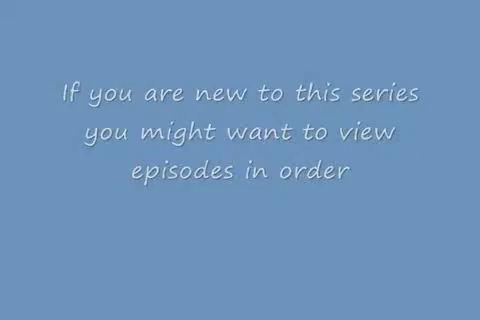 If you are new to this series
you might want to view
episodes in order